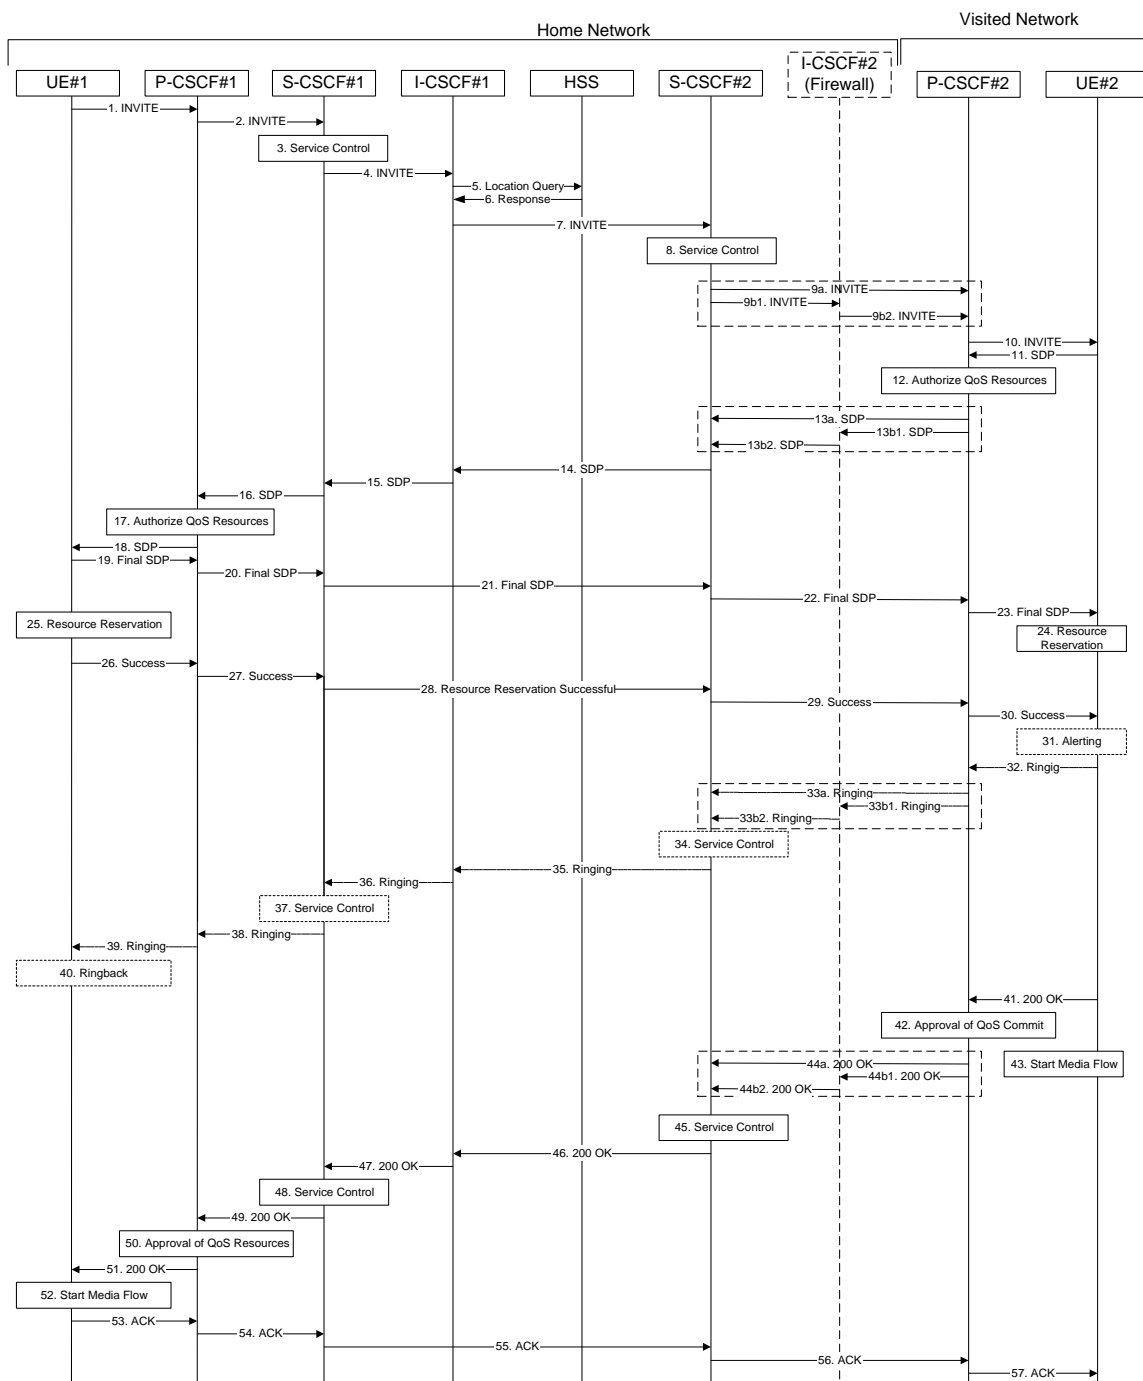 Home Network
Visited Network
UE#1
P-CSCF#1
S-CSCF#1
I-CSCF#1
HSS
S-CSCF#2
I-CSCF#2
(Firewall)
P-CSCF#2
UE#2
1. INVITE
2. INVITE
3. Service Control
4. INVITE
5. Location Query
6. Response
7. INVITE
8. Service Control
9a. INVITE
9b1. INVITE
9b2. INVITE
10. INVITE
11. SDP
12. Authorize QoS Resources
13a. SDP
13b1. SDP
13b2. SDP
14. SDP
15. SDP
16. SDP
17. Authorize QoS Resources
18. SDP
19. Final SDP
20. Final SDP
21. Final SDP
22. Final SDP
23. Final SDP
25. Resource Reservation
24. Resource
Reservation
26. Success
27. Success
28. Resource Reservation Successful
29. Success
30. Success
31. Alerting
32. Ringig
33a. Ringing
33b1. Ringing
33b2. Ringing
34. Service Control
35. Ringing
36. Ringing
37. Service Control
38. Ringing
39. Ringing
40. Ringback
41. 200 OK
42. Approval of QoS Commit
44a. 200 OK
43. Start Media Flow
44b1. 200 OK
44b2. 200 OK
45. Service Control
46. 200 OK
47. 200 OK
48. Service Control
49. 200 OK
50. Approval of QoS Resources
51. 200 OK
52. Start Media Flow
53. ACK
54. ACK
55. ACK
56. ACK
57. ACK